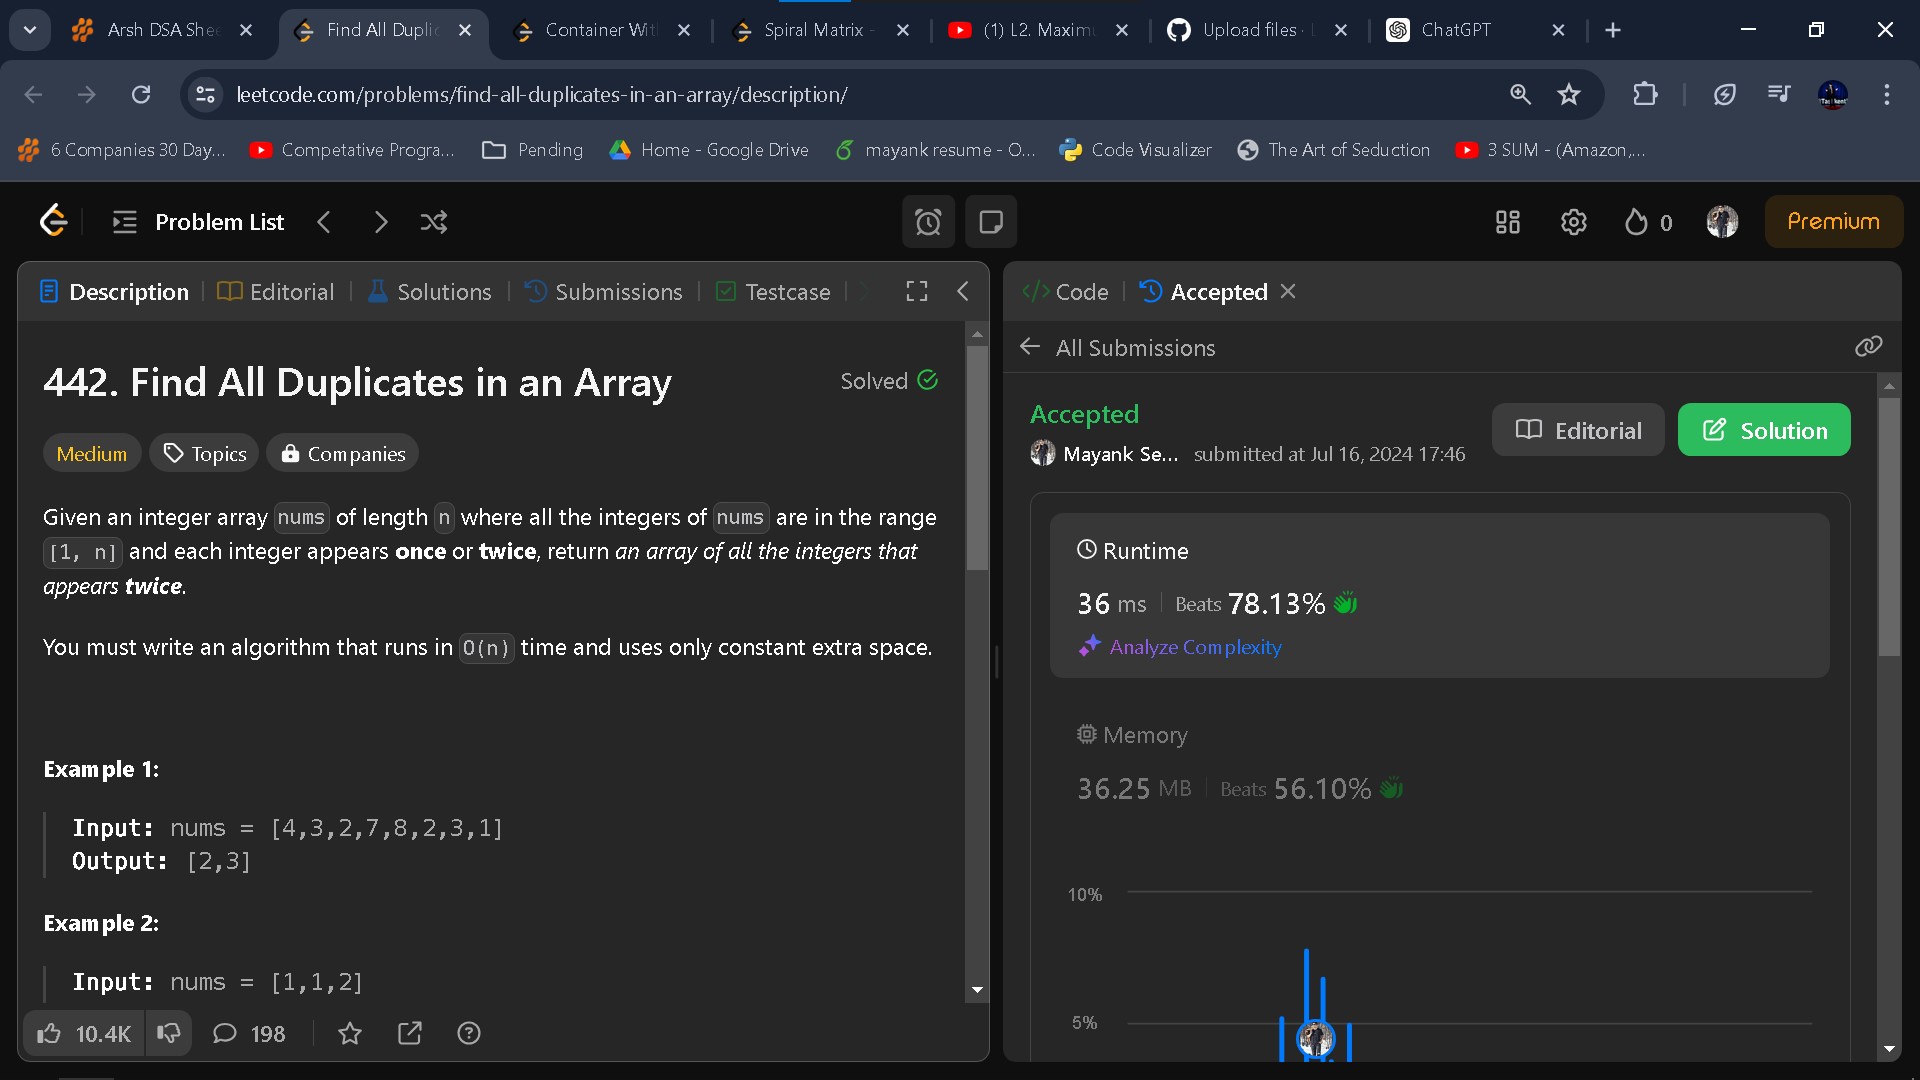 Arsh DSA Shee
Find All Duplic
Container Wit
Spiral Matrix -
(1) L2. Maximu
Upload files · L
ChatGPT
leetcode.com/problems/find-all-duplicates-in-an-array/description/
6 Companies 30 Day...
Competative Progra...
Pending
Home - Google Drive
mayank resume - O...
Code Visualizer
The Art of Seduction
3 SUM - (Amazon,...
Problem List
0
Premium
Description
Editorial
Solutions
Submissions
Testcase
442. Find All Duplicates in an Array
Solved
Medium
Topics
Companies
Given an integer array nums of length n where all the integers of nums are in the range
[1, n] and each integer appears once or twice, return an array of all the integers that
appears twice.
You must write an algorithm that runs in O(n) time and uses only constant extra space.
Example 1:
Input: nums = [4,3,2,7,8,2,3,1]
Output: [2,3]
Example 2:
Input: nums = [1,1,2]
10.4K
198
Code
Accepted
All Submissions
Accepted
Editorial
Solution
Mayank Se... submitted at Jul 16, 2024 17:46
Runtime
36 ms Beats 78.13%
Analyze Complexity
Memory
36.25 MB Beats 56.10%
10%
5%